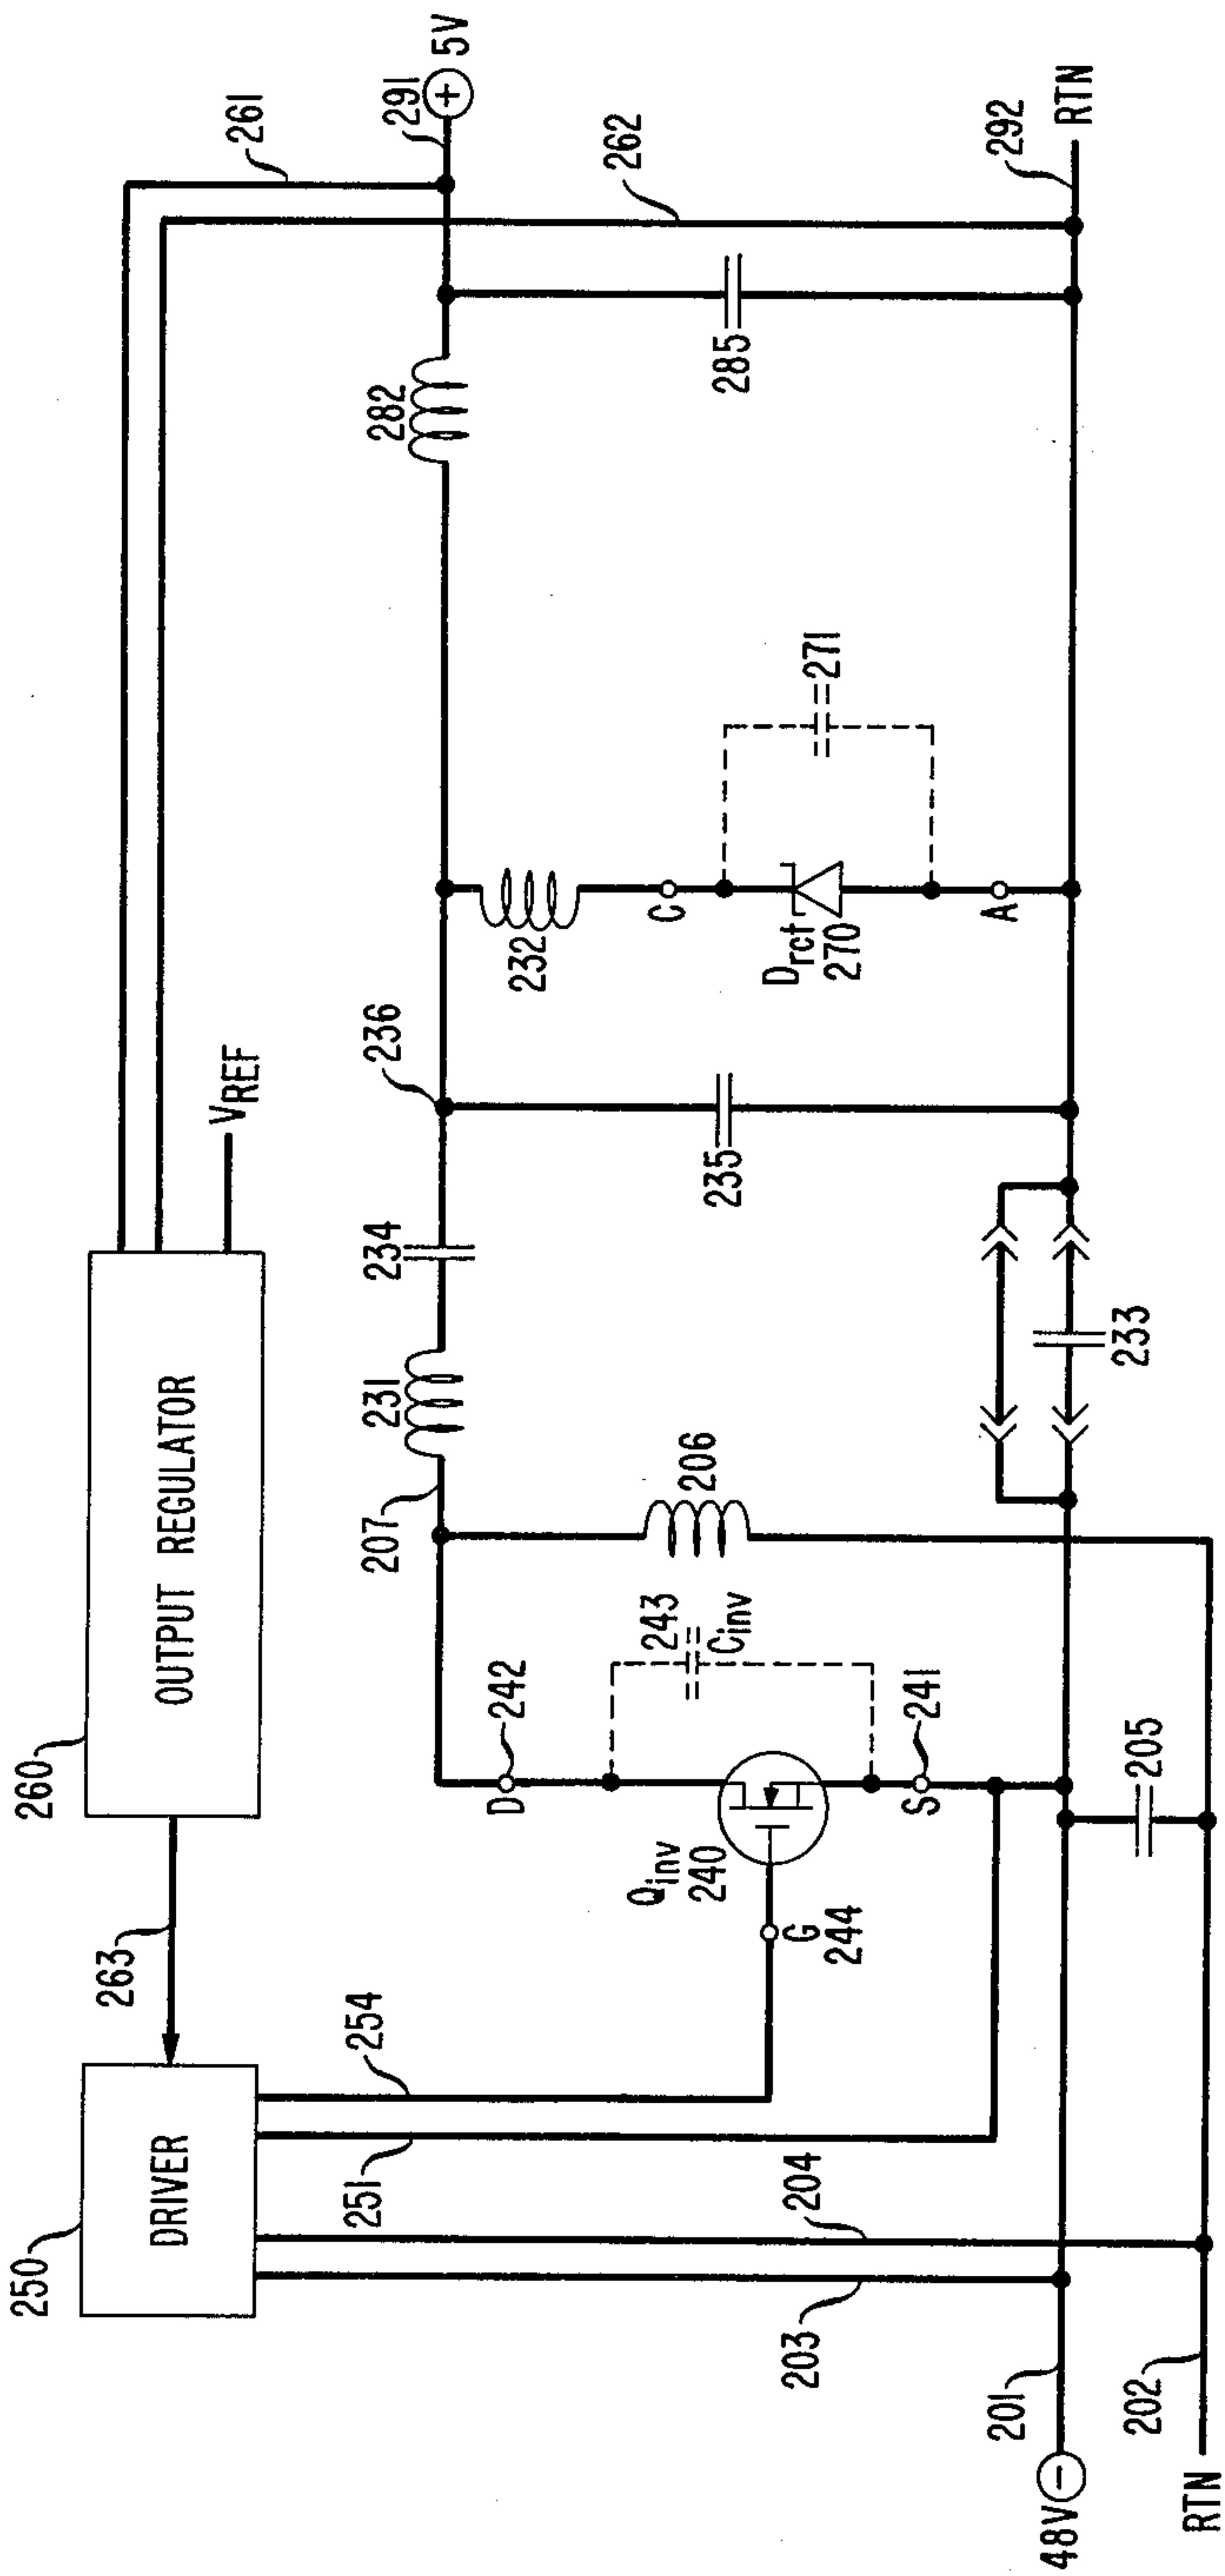 250
DRIVER
263
260
OUTPUT REGULATOR
VREF
261
262
254
251
204
203
D
242
243
Cinv
Qinv
240
G
244
S
241
207
206
231
234
236
235
232
C
Drct
270
271
A
282
285
291
+
5V
292
RTN
233
205
201
48V
-
202
RTN